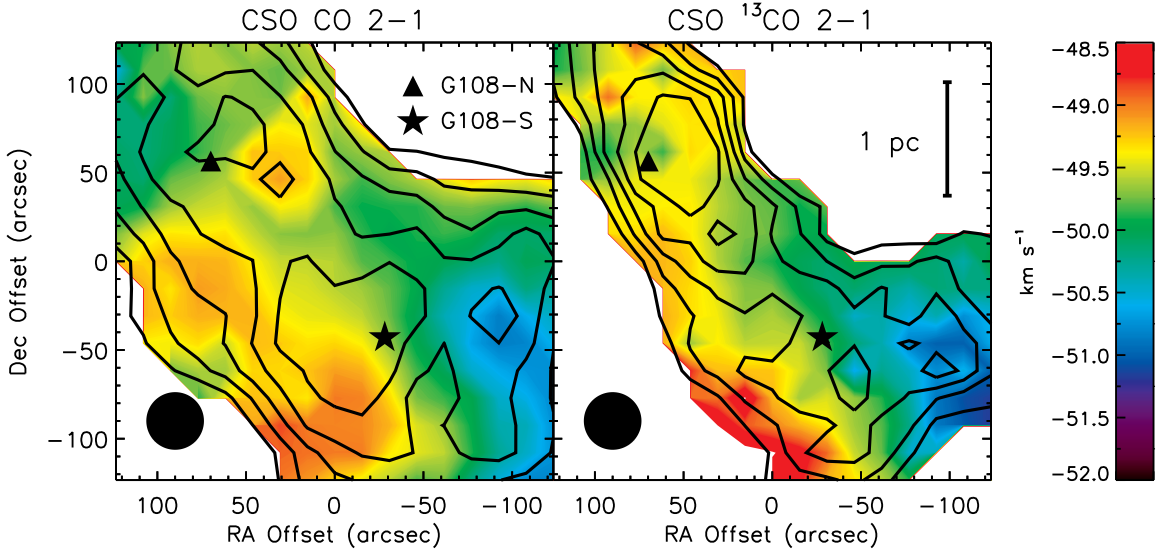 CSO CO 2−1
CSO ¹³CO 2−1
G108−N
G108−S
1 pc
100
50
0
−50
−100
Dec Offset (arcsec)
100
50
0
−50
−100
RA Offset (arcsec)
100
50
0
−50
−100
RA Offset (arcsec)
−48.5
−49.0
−49.5
−50.0
−50.5
−51.0
−51.5
−52.0
km s⁻¹